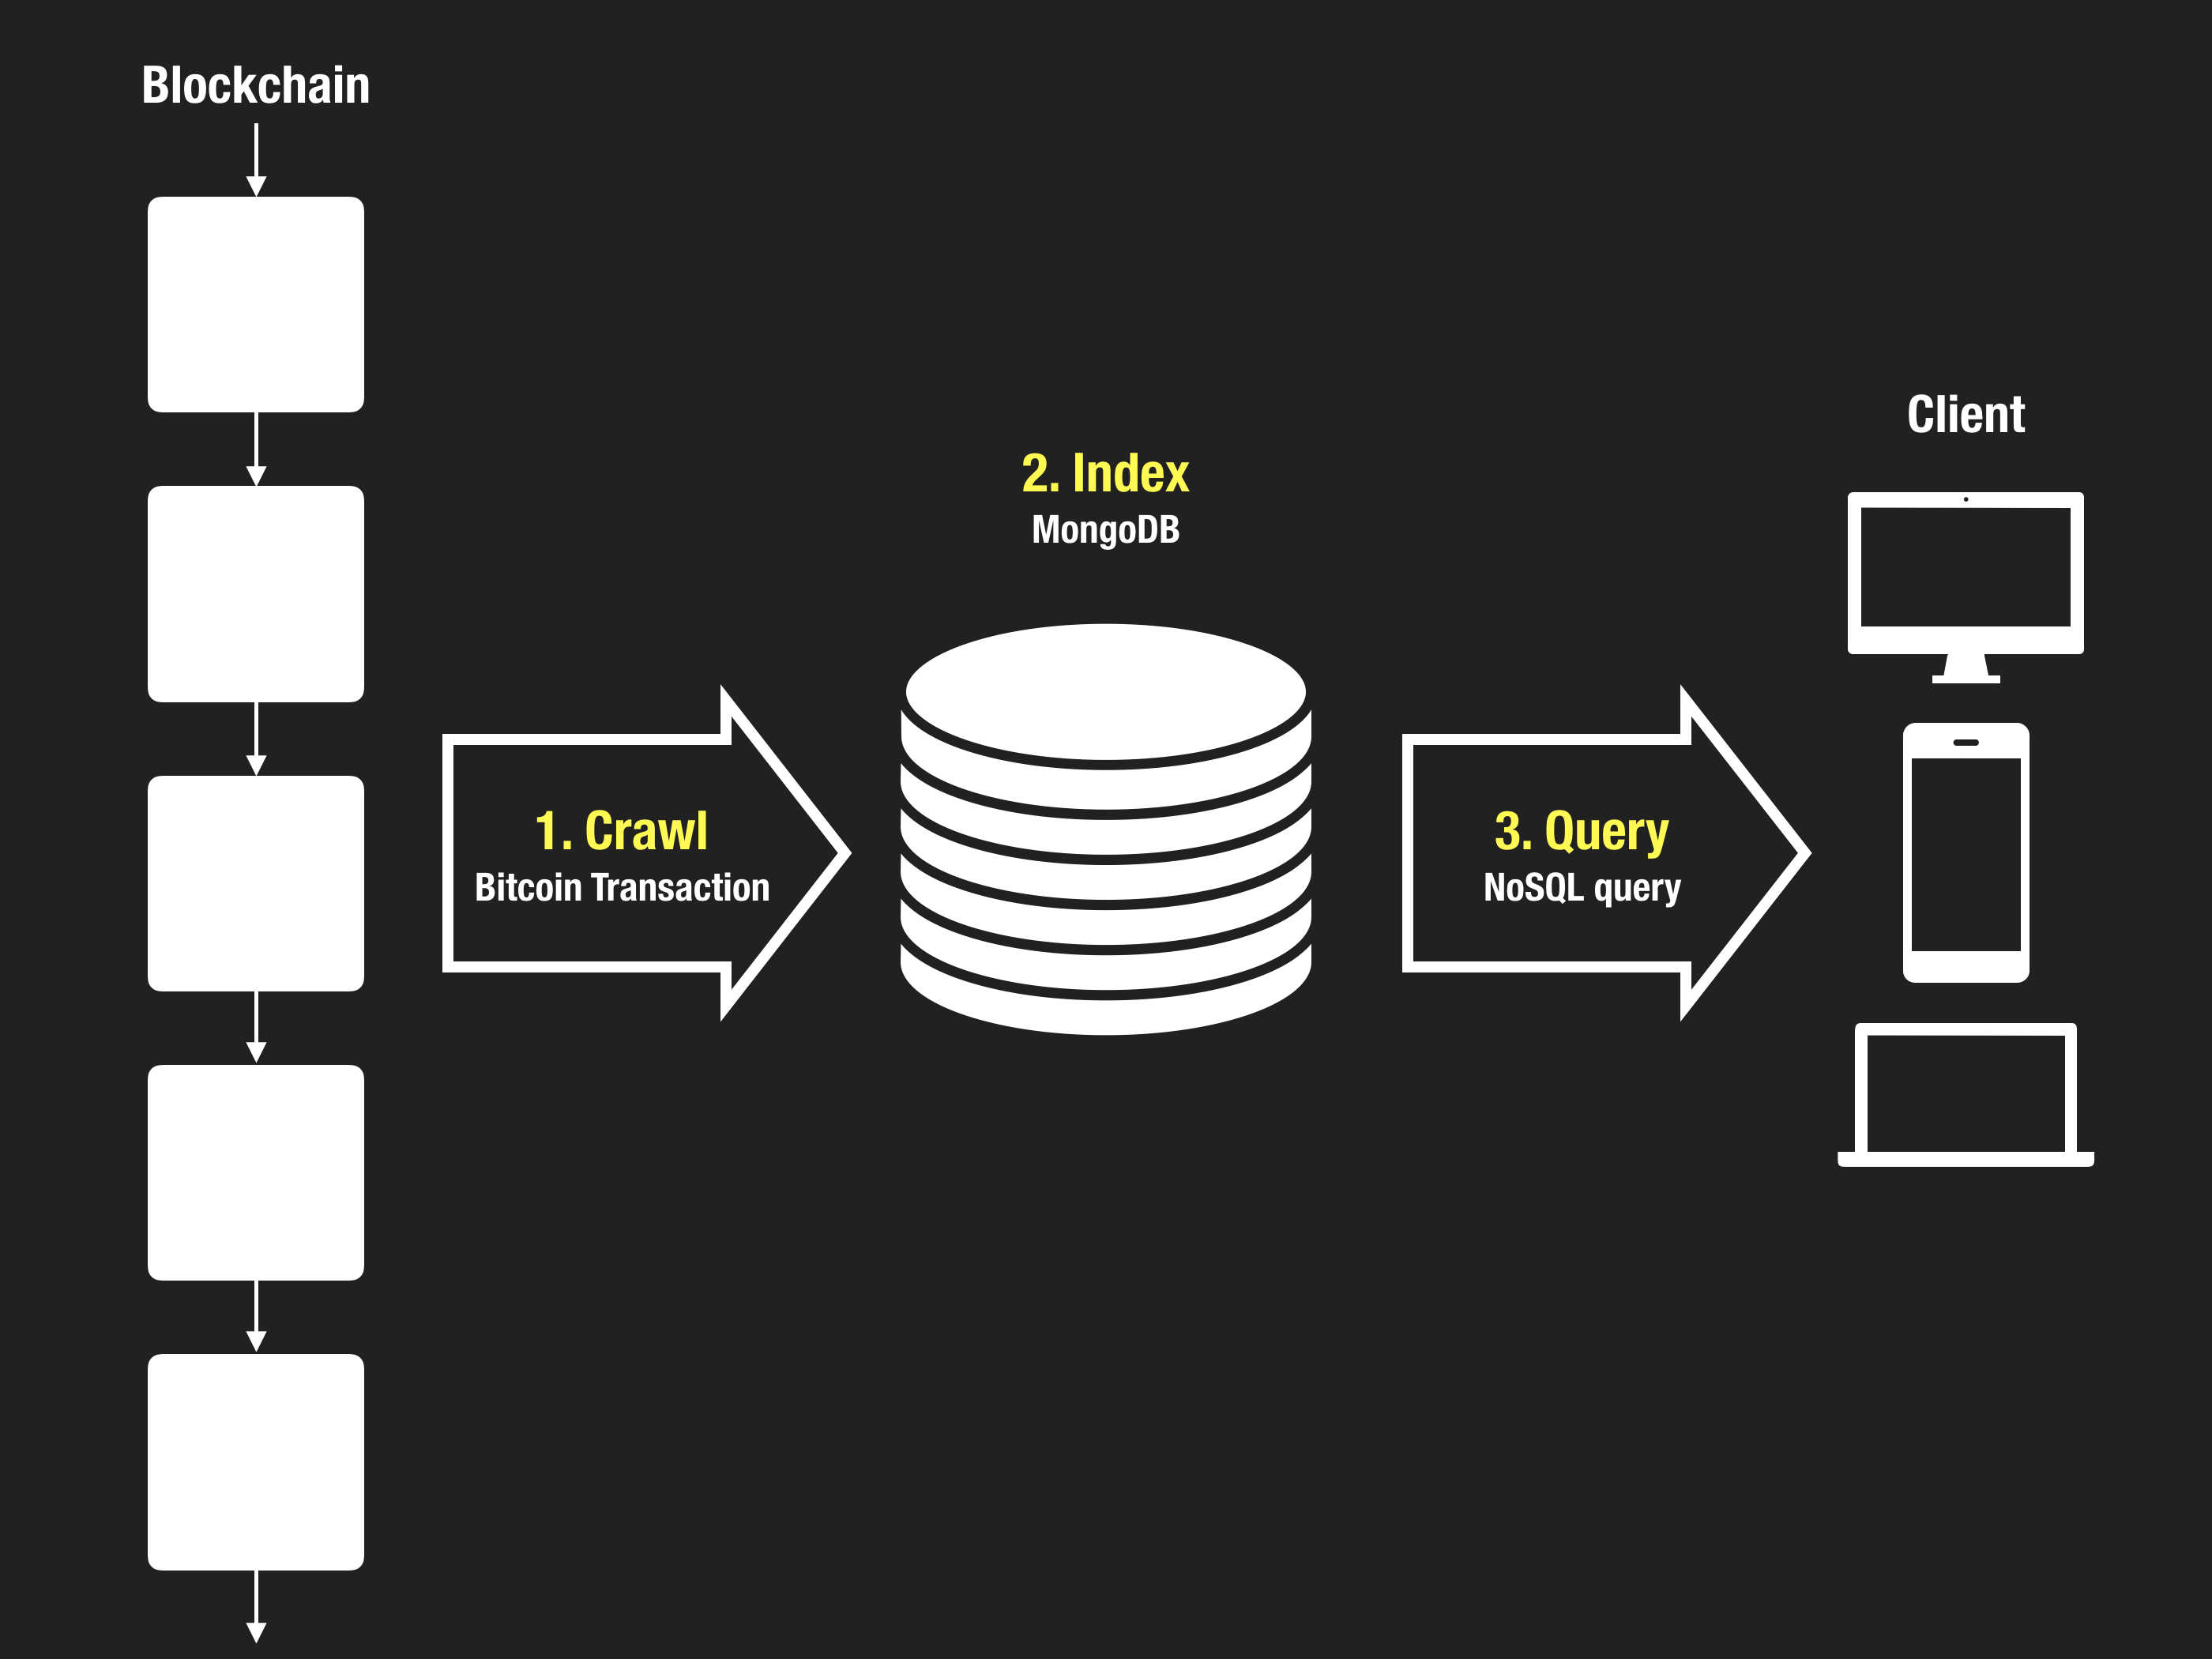 Blockchain
1. Crawl
Bitcoin Transaction
2. Index
MongoDB
3. Query
NoSQL query
Client